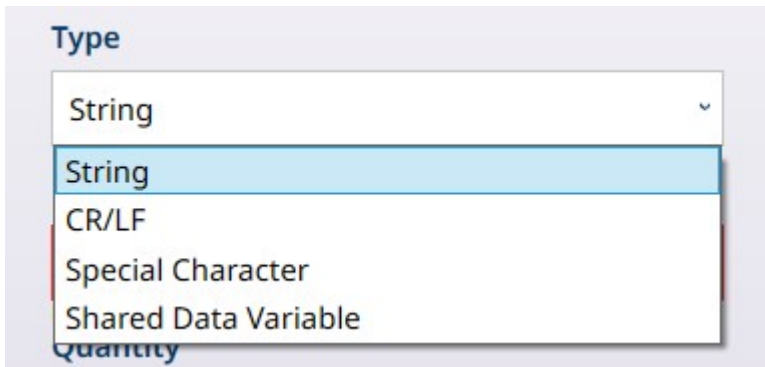 Type
String
String
CR/LF
Special Character
Shared Data Variable
Quantity